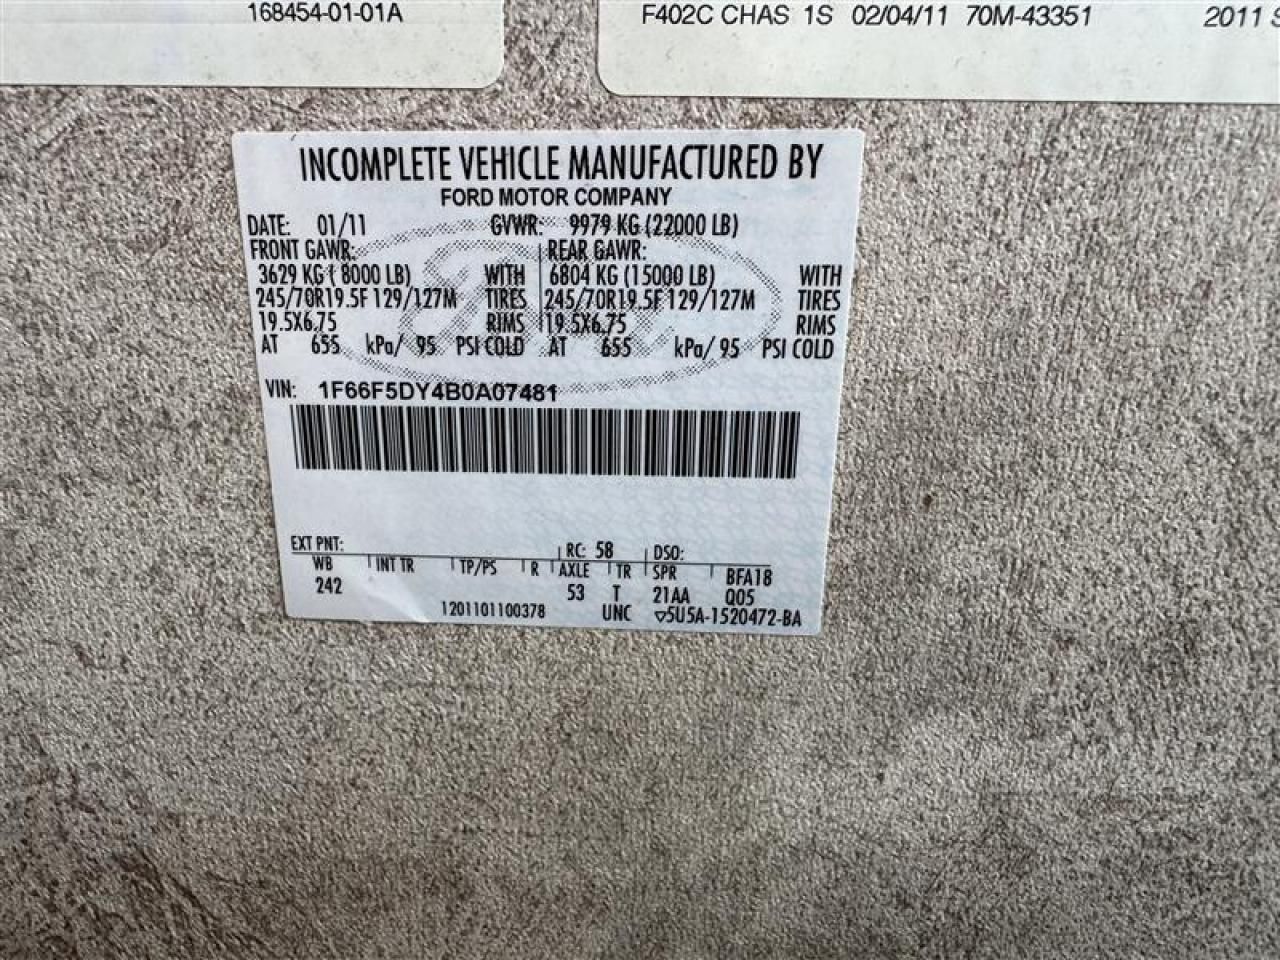 168454-01-01A
F402C CHAS 1S 02/04/11 70M-43351 2011
INCOMPLETE VEHICLE MANUFACTURED BY
FORD MOTOR COMPANY
DATE: 01/11 GVWR: 9979 KG (22000 LB)
FRONT GAWR: REAR GAWR:
3629 KG ( 8000 LB) WITH 6804 KG (15000 LB) WITH
245/70R19.5F 129/127M TIRES 245/70R19.5F 129/127M TIRES
19.5X6.75 RIMS 19.5X6.75 RIMS
AT 655 kPa/ 95 PSI COLD AT 655 kPa/ 95 PSI COLD
VIN: 1F66F5DY4B0A07481
EXT PNT: RC: 58 DSO:
WB INT TR TP/PS R AXLE TR SPR BFA18
242 53 T 21AA Q05
1201101100378 UNC ▽5U5A-1520472-BA